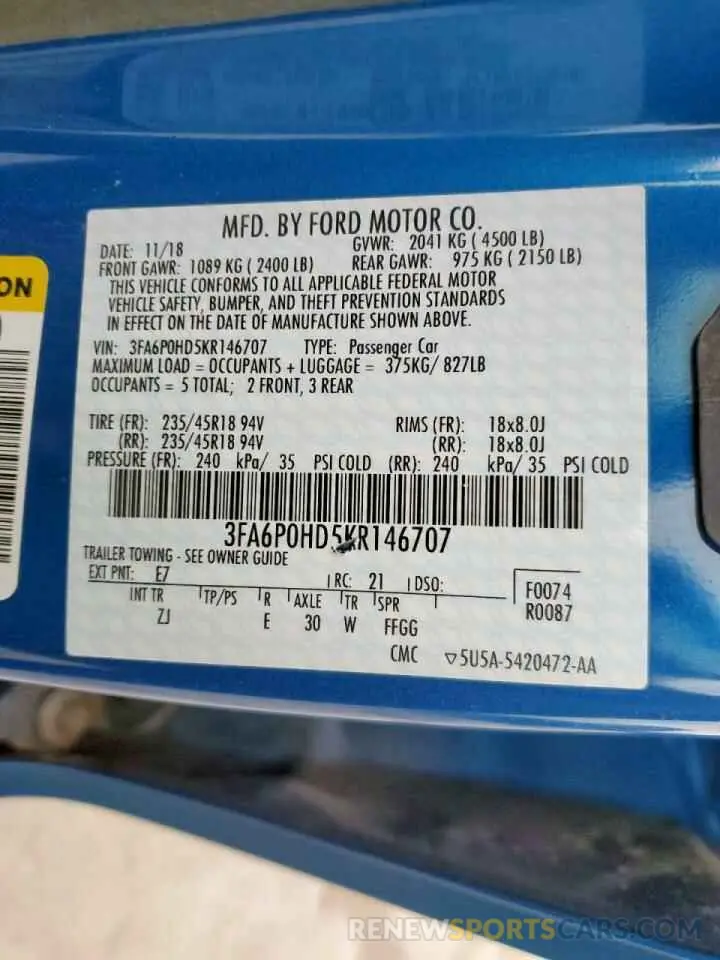 MFD. BY FORD MOTOR CO.
DATE: 11/18 GVWR: 2041 KG ( 4500 LB)
FRONT GAWR: 1089 KG ( 2400 LB) REAR GAWR: 975 KG ( 2150 LB)
THIS VEHICLE CONFORMS TO ALL APPLICABLE FEDERAL MOTOR
VEHICLE SAFETY, BUMPER, AND THEFT PREVENTION STANDARDS
IN EFFECT ON THE DATE OF MANUFACTURE SHOWN ABOVE.
ON
VIN: 3FA6P0HD5KR146707 TYPE: Passenger Car
MAXIMUM LOAD = OCCUPANTS + LUGGAGE = 375KG/ 827LB
OCCUPANTS = 5 TOTAL; 2 FRONT, 3 REAR
TIRE (FR): 235/45R18 94V RIMS (FR): 18x8.0J
(RR): 235/45R18 94V (RR): 18x8.0J
PRESSURE (FR): 240 kPa/ 35 PSI COLD (RR): 240 kPa/ 35 PSI COLD
3FA6P0HD5KR146707
TRAILER TOWING - SEE OWNER GUIDE
EXT PNT: E7 RC: 21 DSO: F0074
INT TR TP/PS R AXLE TR SPR R0087
ZJ E 30 W FFGG
CMC ▽5U5A-5420472-AA
RENEWSPORTSCARS.COM